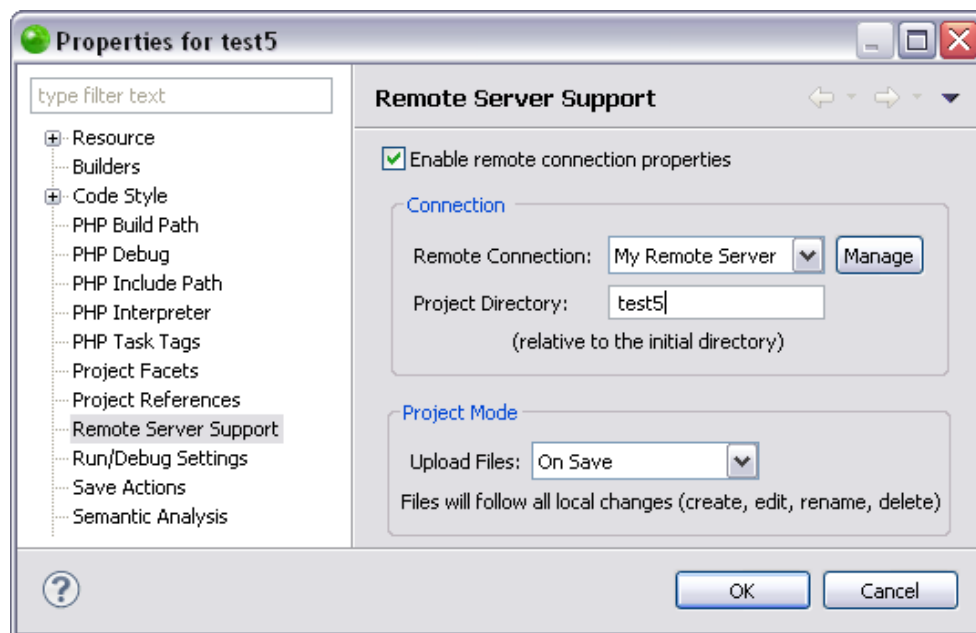 Properties for test5
type filter text
Resource
Builders
Code Style
PHP Build Path
PHP Debug
PHP Include Path
PHP Interpreter
PHP Task Tags
Project Facets
Project References
Remote Server Support
Run/Debug Settings
Save Actions
Semantic Analysis
Remote Server Support
Enable remote connection properties
Connection
Remote Connection: My Remote Server Manage
Project Directory: test5
(relative to the initial directory)
Project Mode
Upload Files: On Save
Files will follow all local changes (create, edit, rename, delete)
? OK Cancel